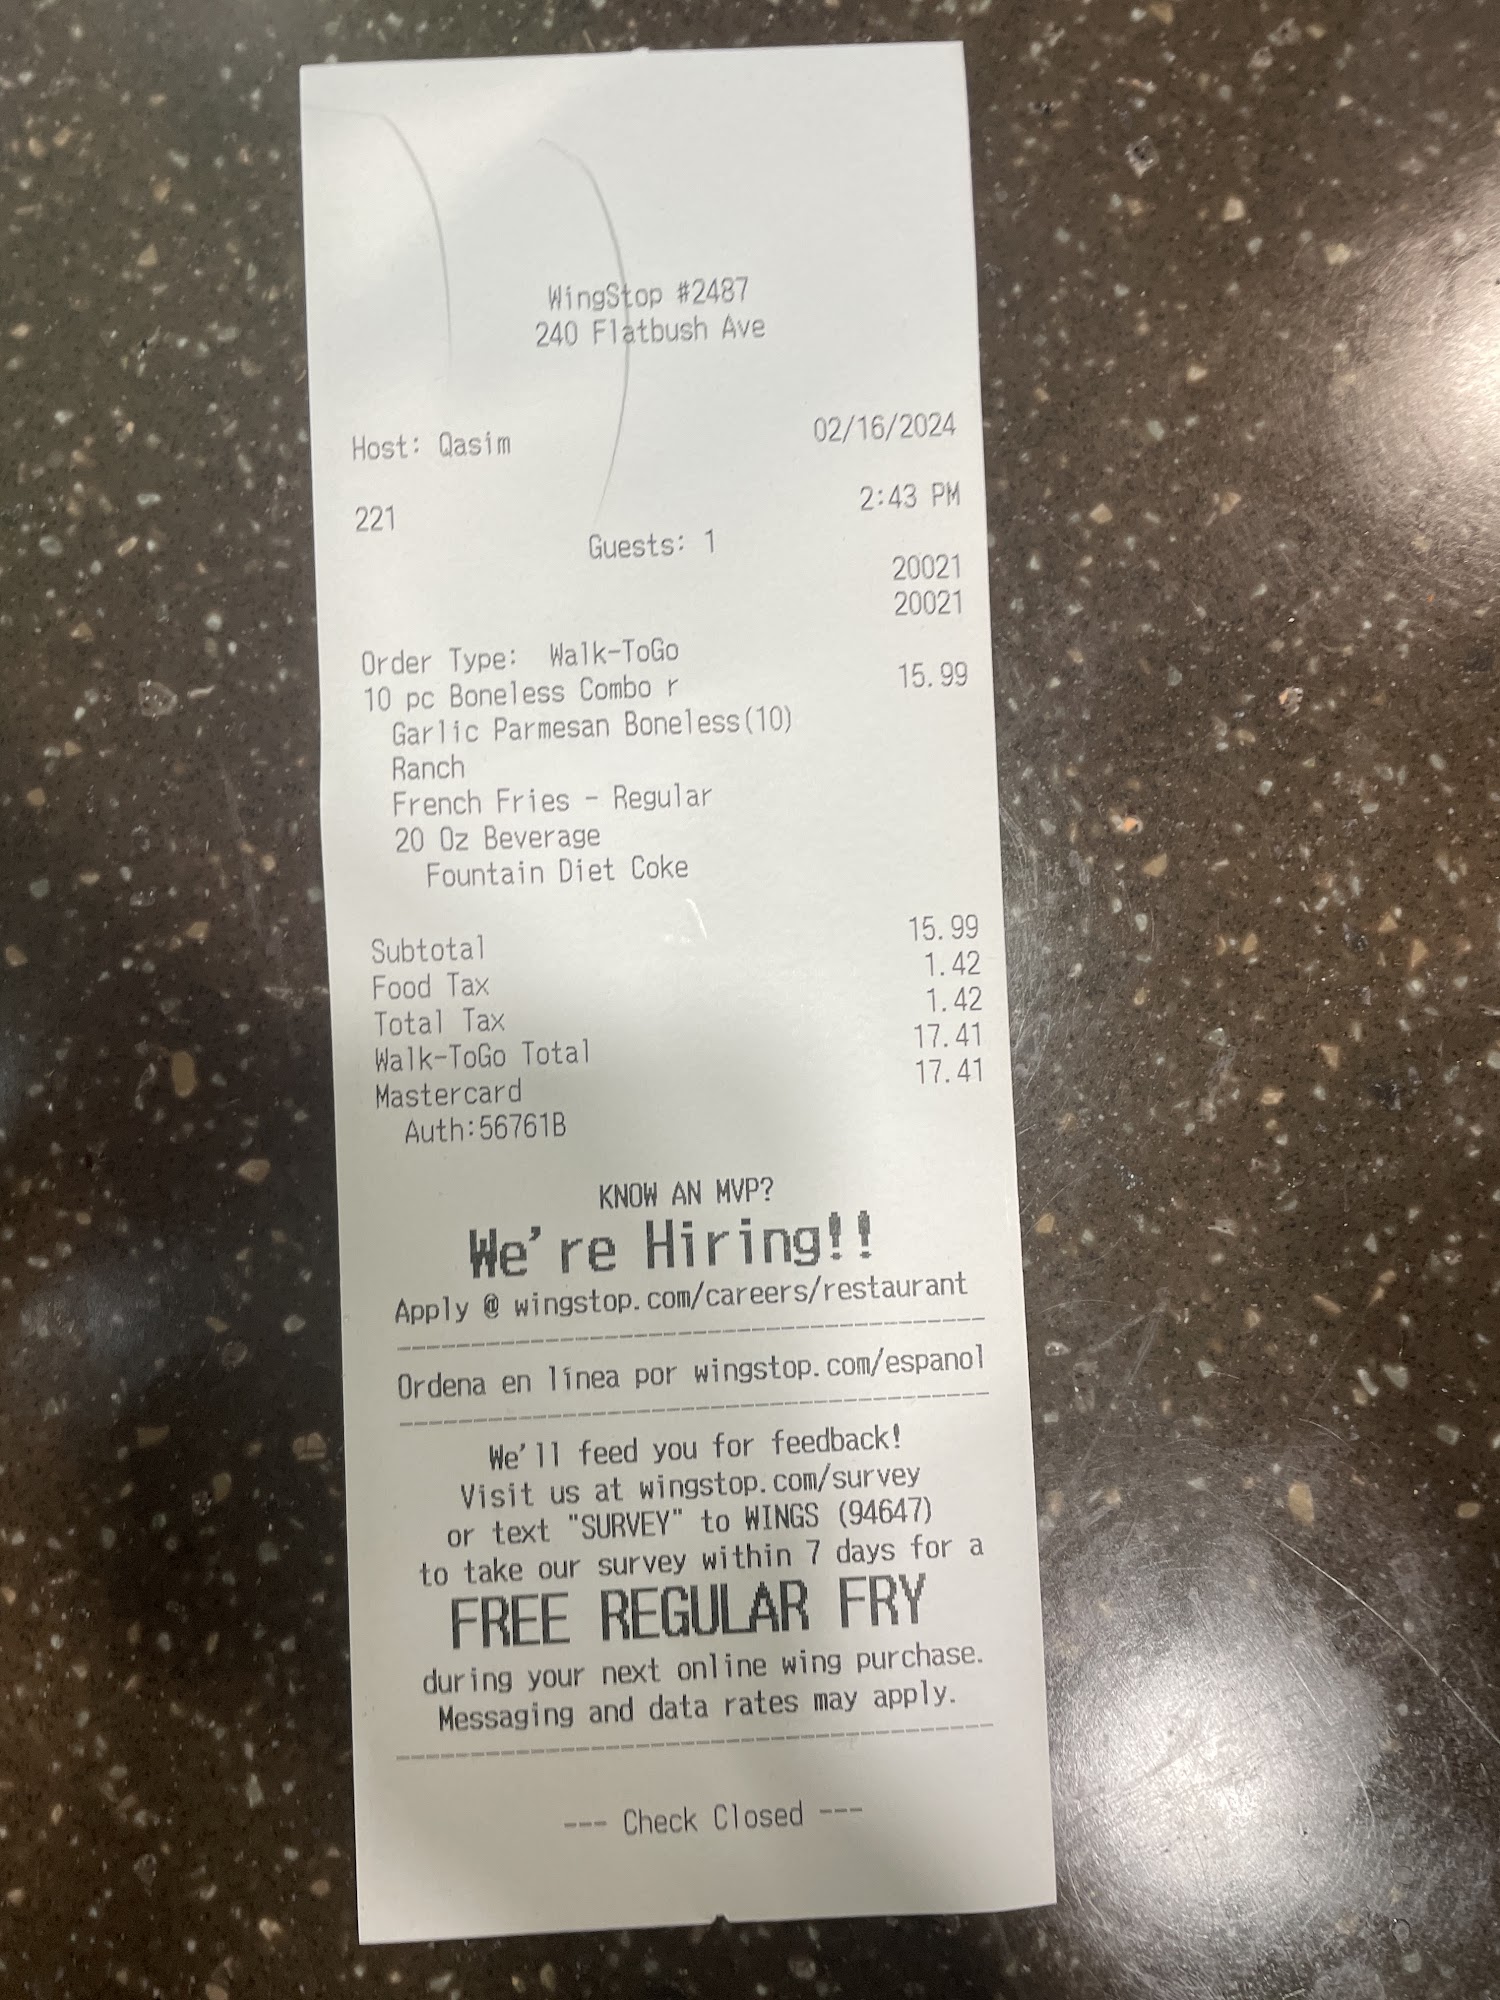 WingStop #2487
240 Flatbush Ave
Host: Qasim 02/16/2024
221 2:43 PM
Guests: 1
20021
20021
Order Type: Walk-ToGo
10 pc Boneless Combo r 15.99
Garlic Parmesan Boneless(10)
Ranch
French Fries - Regular
20 Oz Beverage
Fountain Diet Coke
Subtotal 15.99
Food Tax 1.42
Total Tax 1.42
Walk-ToGo Total 17.41
Mastercard 17.41
Auth:56761B
KNOW AN MVP?
We're Hiring!!
Apply @ wingstop.com/careers/restaurant
----------------------------------------
Ordena en línea por wingstop.com/espanol
----------------------------------------
We'll feed you for feedback!
Visit us at wingstop.com/survey
or text "SURVEY" to WINGS (94647)
to take our survey within 7 days for a
FREE REGULAR FRY
during your next online wing purchase.
Messaging and data rates may apply.
----------------------------------------
--- Check Closed ---